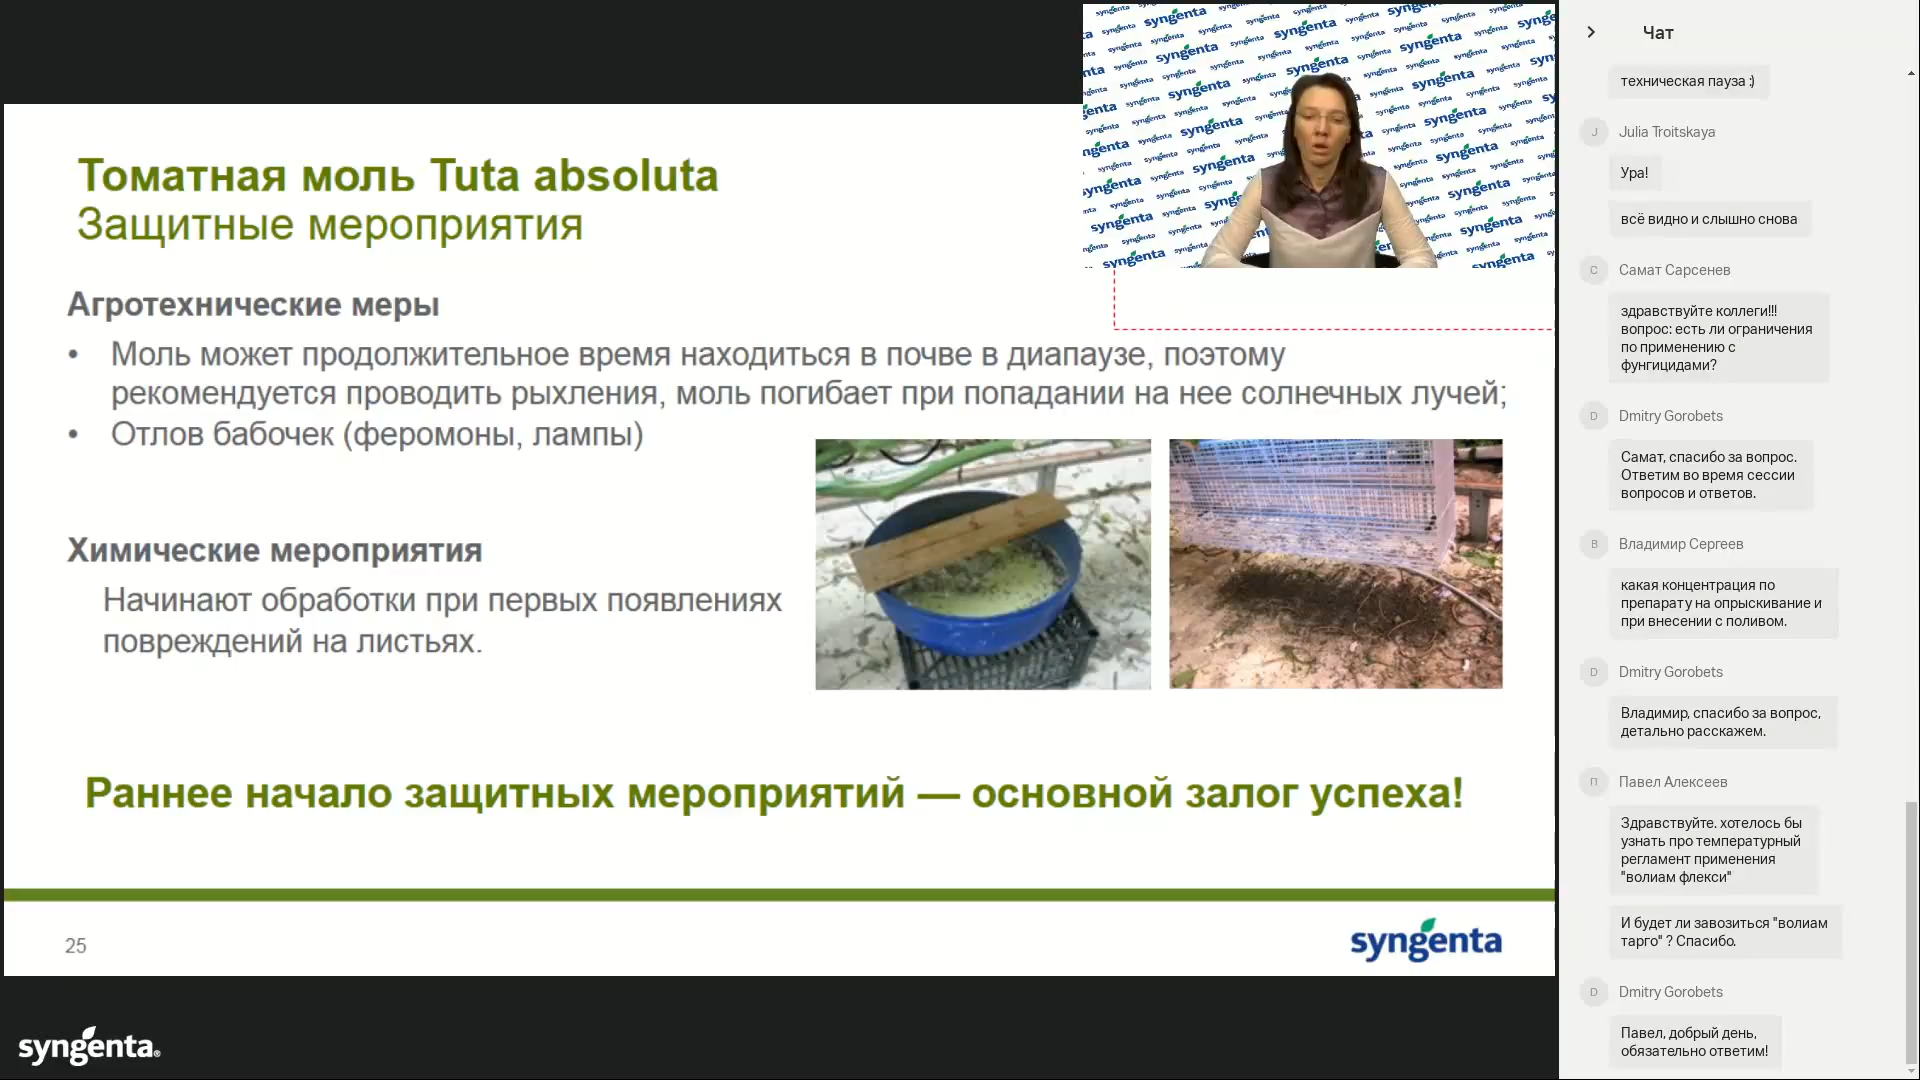 Томатная моль Tuta absoluta
Защитные мероприятия
Агротехнические меры
• Моль может продолжительное время находиться в почве в диапаузе, поэтому
рекомендуется проводить рыхления, моль погибает при попадании на нее солнечных лучей;
• Отлов бабочек (феромоны, лампы)
Химические мероприятия
Начинают обработки при первых появлениях
повреждений на листьях.
Раннее начало защитных мероприятий — основной залог успеха!
25
syngenta
syngenta®
syngenta
Чат
техническая пауза :)
J
Julia Troitskaya
Ура!
всё видно и слышно снова
С
Самат Сарсенев
здравствуйте коллеги!!!
вопрос: есть ли ограничения
по применению с
фунгицидами?
D
Dmitry Gorobets
Самат, спасибо за вопрос.
Ответим во время сессии
вопросов и ответов.
В
Владимир Сергеев
какая концентрация по
препарату на опрыскивание и
при внесении с поливом.
D
Dmitry Gorobets
Владимир, спасибо за вопрос,
детально расскажем.
П
Павел Алексеев
Здравствуйте. хотелось бы
узнать про температурный
регламент применения
"волиам флекси"
И будет ли завозиться "волиам
тарго" ? Спасибо.
D
Dmitry Gorobets
Павел, добрый день,
обязательно ответим!